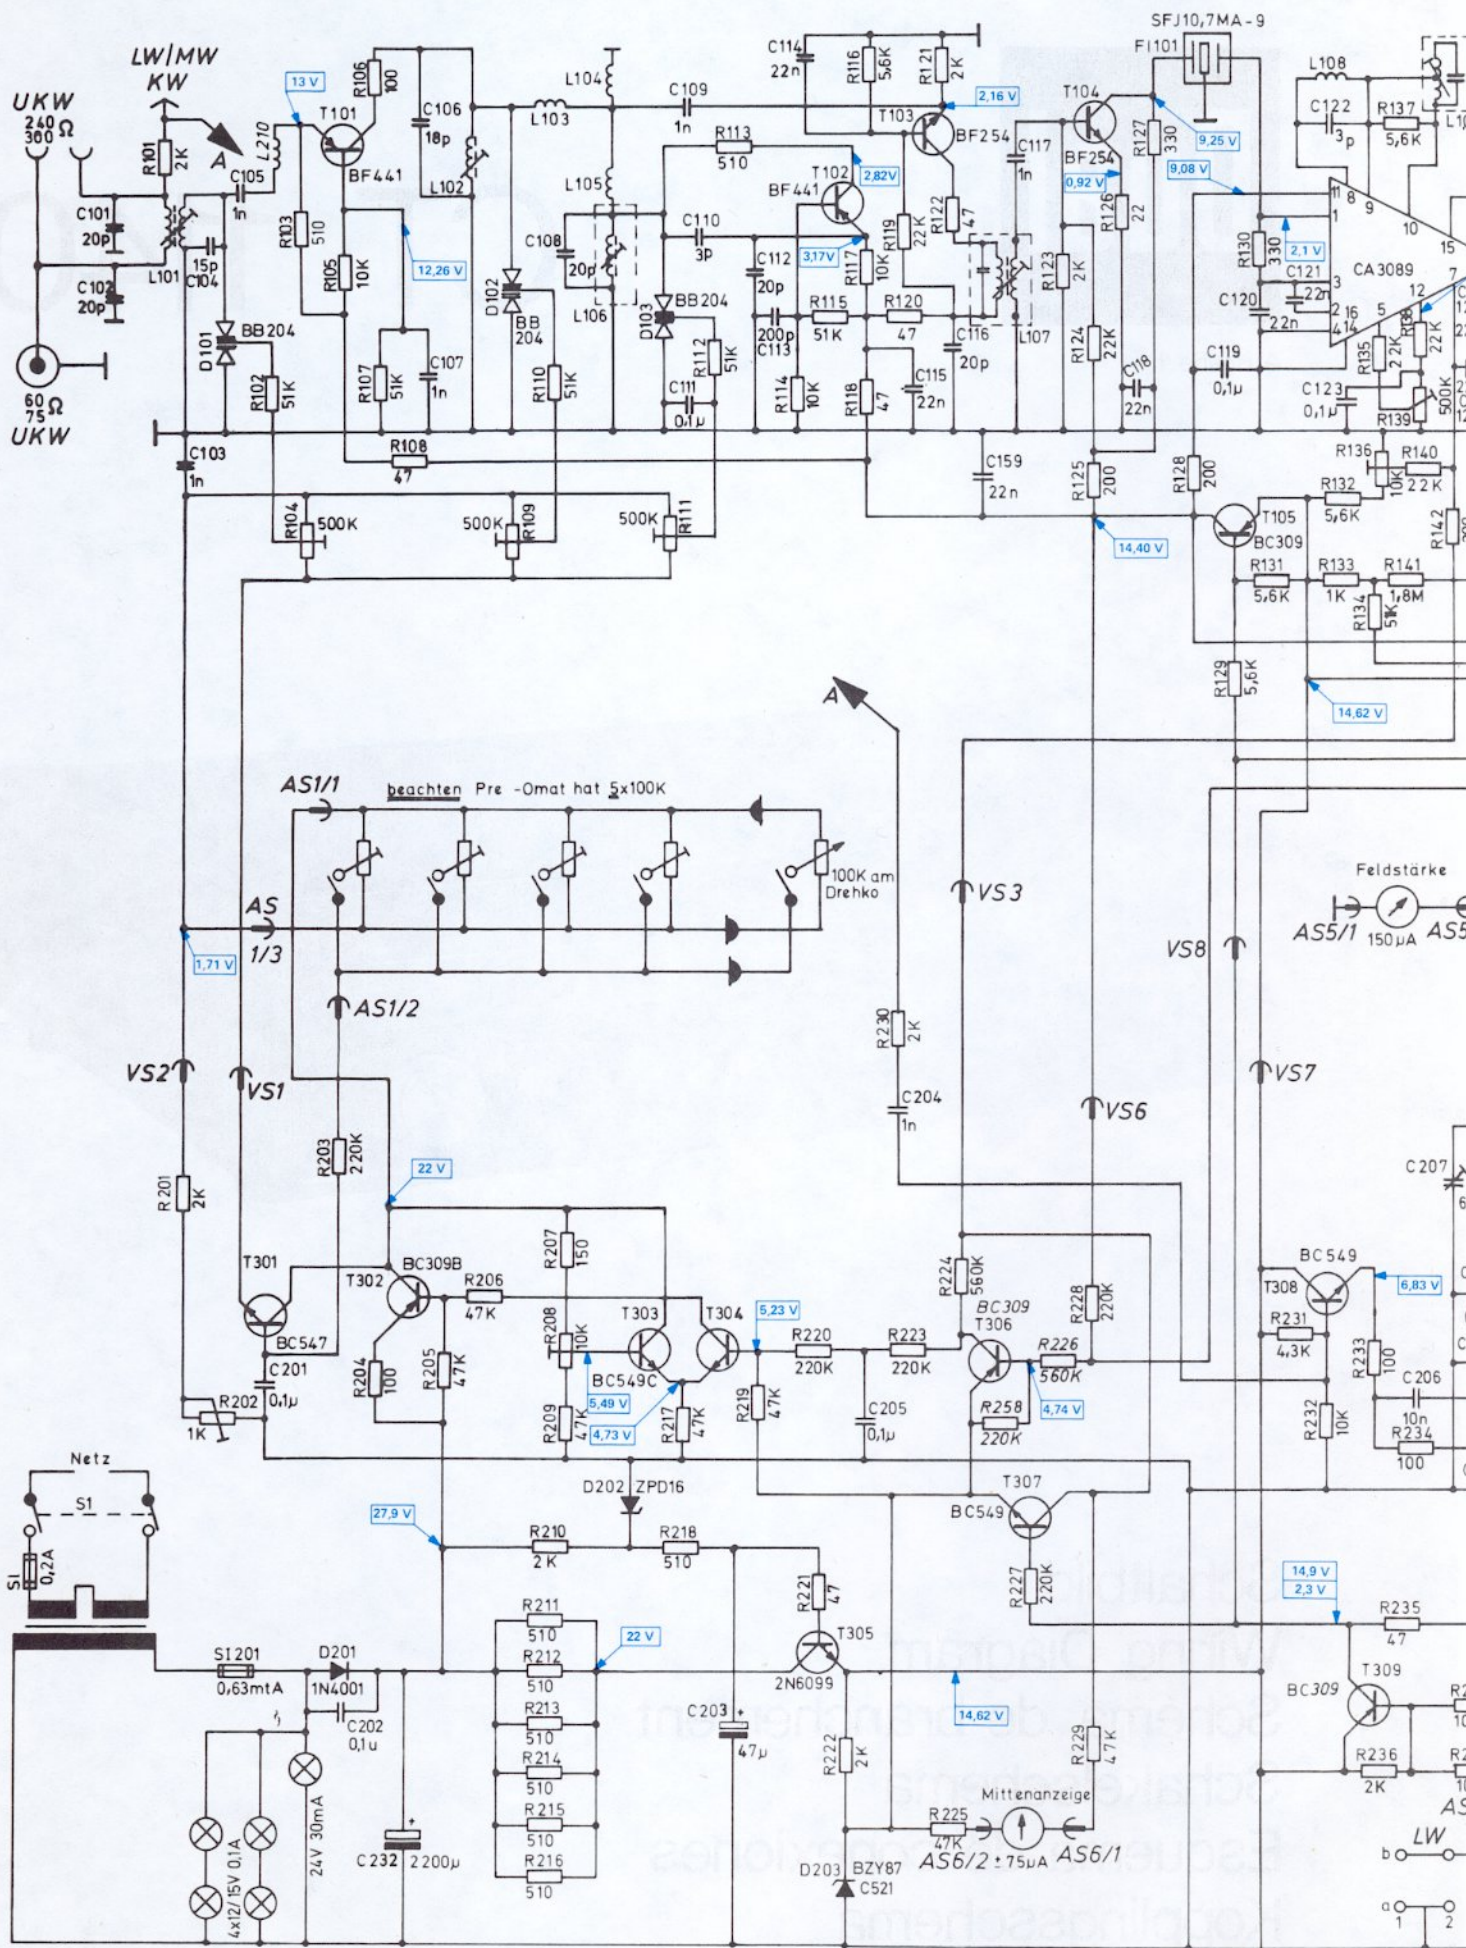 SFJ10,7MA-9
FI101
LW/MW
KW
UKW
240
300 Ω
R101
2K
A
L210
13 V
T101
BF441
R106
100
C106
18p
L102
L104
L103
C109
1n
C114
22n
R116
5,6K
R121
2K
2,16 V
T103
BF254
T104
BF254
R127
330
9,25 V
9,08 V
L108
C122
3p
R137
5,6K
C105
1n
C101
20p
C102
20p
L101
15p
C104
R103
510
R105
10K
12,26 V
L105
C108
20p
L106
R113
510
T102
BF441
2,82V
C110
3p
C112
20p
3,17V
R117
10K
R119
22K
R122
47
C117
1n
0,92 V
R126
22
R123
2K
L107
R130
330
2,1 V
C121
22n
C120
22n
11
1
8
9
10
15
CA3089
3
2
4
16
14
5
12
7
60
75 Ω
UKW
D101
BB204
R102
51K
R107
51K
C107
1n
D102
BB
204
R110
51K
D103
BB204
R112
51K
C111
0,1µ
200p
C113
R115
51K
R120
47
C116
20p
R114
10K
R118
47
C115
22n
R124
22K
C118
22n
C119
0,1µ
C123
0,1µ
R135
22K
R139
500K
C103
1n
R108
47
R104
500K
500K
R109
500K
R111
C159
22n
R125
200
R128
200
14,40 V
T105
BC309
R132
5,6K
R136
10K
R140
22K
R142
R131
5,6K
R133
1K
R141
1,8M
R134
51K
R129
5,6K
14,62 V
A
AS1/1
beachten Pre -Omat hat 5x100K
100K am
Drehko
AS
1/3
1,71 V
AS1/2
VS3
Feldstärke
AS5/1
150µA
VS8
R230
2K
VS2
VS1
C204
1n
VS6
VS7
R203
220K
22 V
R201
2K
C207
T301
BC547
T302
BC309B
R206
47K
R207
150
R208
10K
T303
T304
BC549C
5,23 V
R220
220K
R223
220K
R224
560K
BC309
T306
R228
220K
R226
560K
T308
BC549
6,83 V
R231
4,3K
R233
100
C201
0,1µ
R204
100
R205
47K
R202
1K
R209
47K
5,49 V
4,73 V
R217
47K
R219
47K
C205
0,1µ
R258
220K
4,74 V
R232
10K
C206
10n
R234
100
Netz
S1
SI
0,2A
27,9 V
D202
ZPD16
R210
2K
R218
510
T307
BC549
R221
47
R227
220K
14,9 V
2,3 V
R235
47
R211
510
R212
510
R213
510
R214
510
R215
510
R216
510
22 V
T305
2N6099
14,62 V
SI201
0,63mtA
D201
1N4001
C202
0,1u
C203
47µ
R222
2K
R229
47K
BC309
T309
R236
2K
4x12/15V 0,1A
24V 30mA
C232
2200µ
D203
BZY87
C521
R225
47K
Mittenanzeige
AS6/2
75µA
AS6/1
LW
b
a
1
2